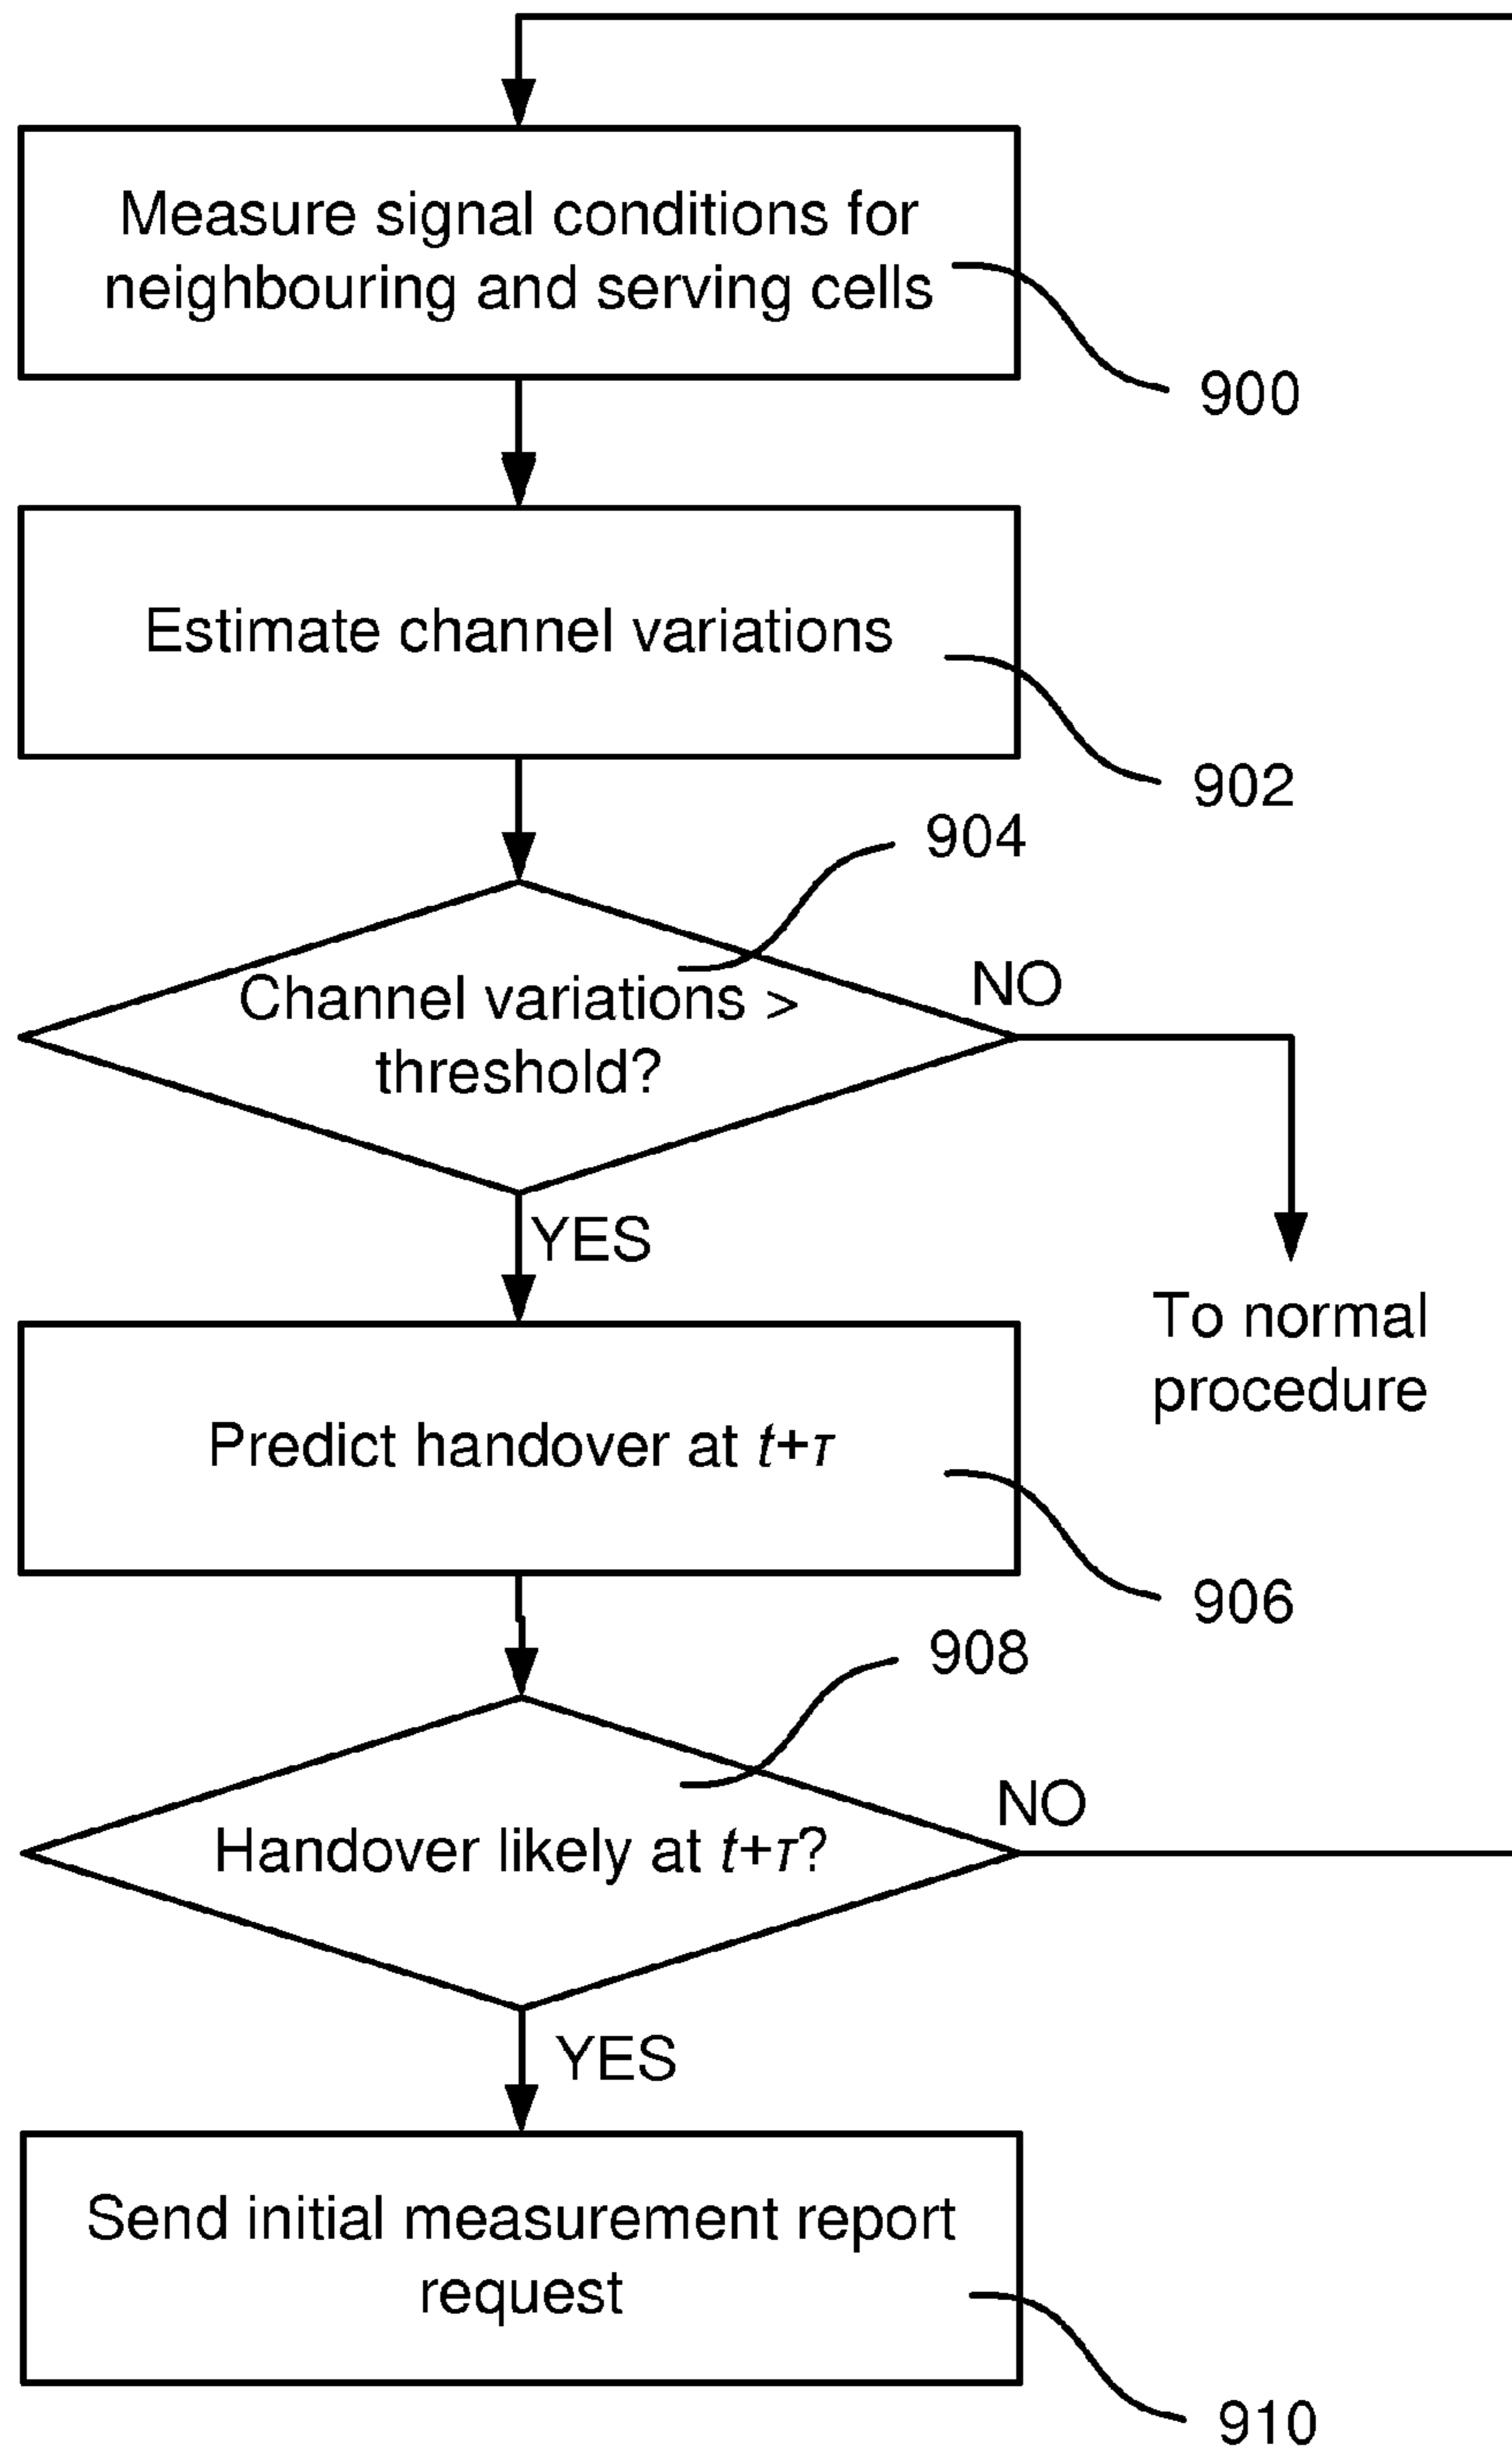 Measure signal conditions for
neighbouring and serving cells
900
Estimate channel variations
902
904
Channel variations >
threshold?
NO
YES
To normal
procedure
Predict handover at t+τ
906
908
Handover likely at t+τ?
NO
YES
Send initial measurement report
request
910